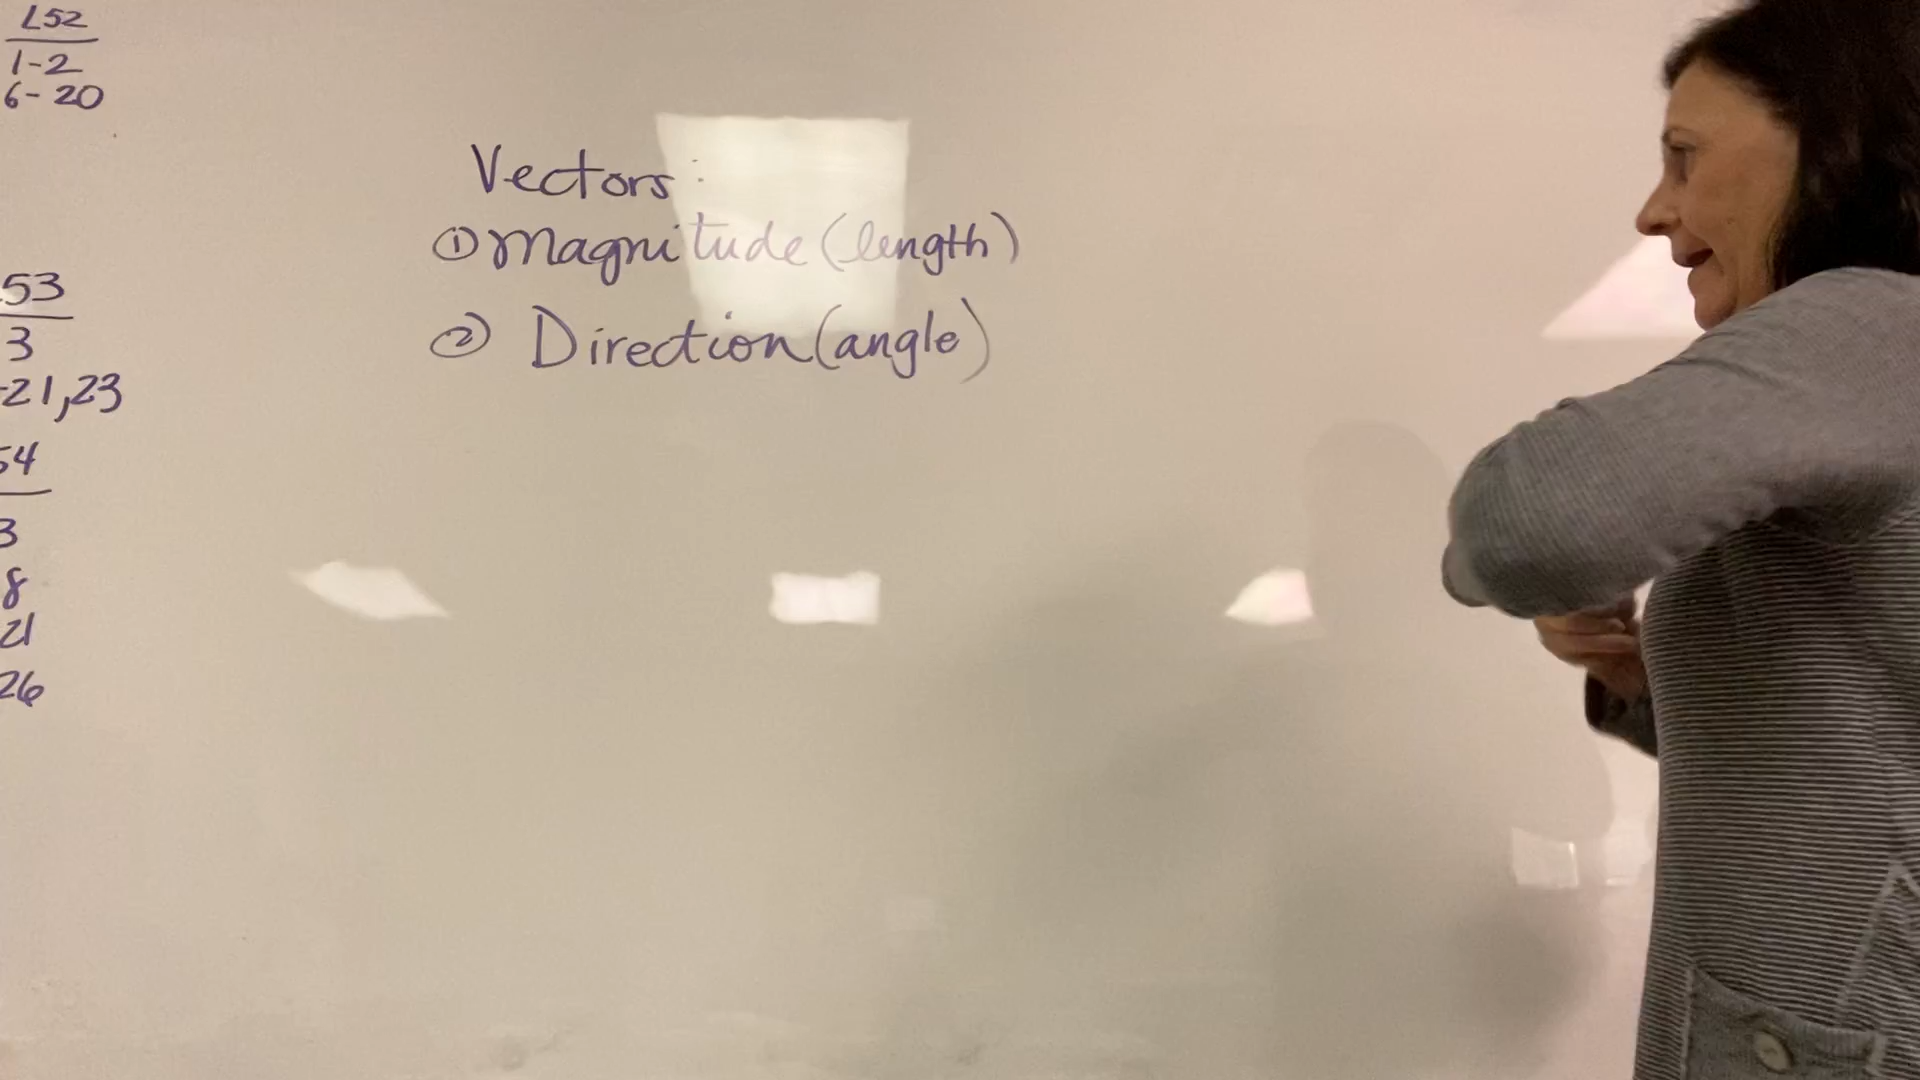 L52
1-2
6-20
53
3
-21,23
54
3
8
21
26
Vectors:
① Magnitude (length)
② Direction (angle)